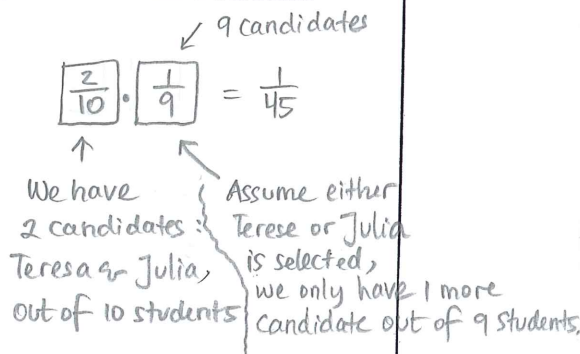 9 candidates
2/10 · 1/9 = 1/45
We have
2 candidates :
Teresa & Julia,
out of 10 students
Assume either
Terese or Julia
is selected,
we only have 1 more
candidate out of 9 students.